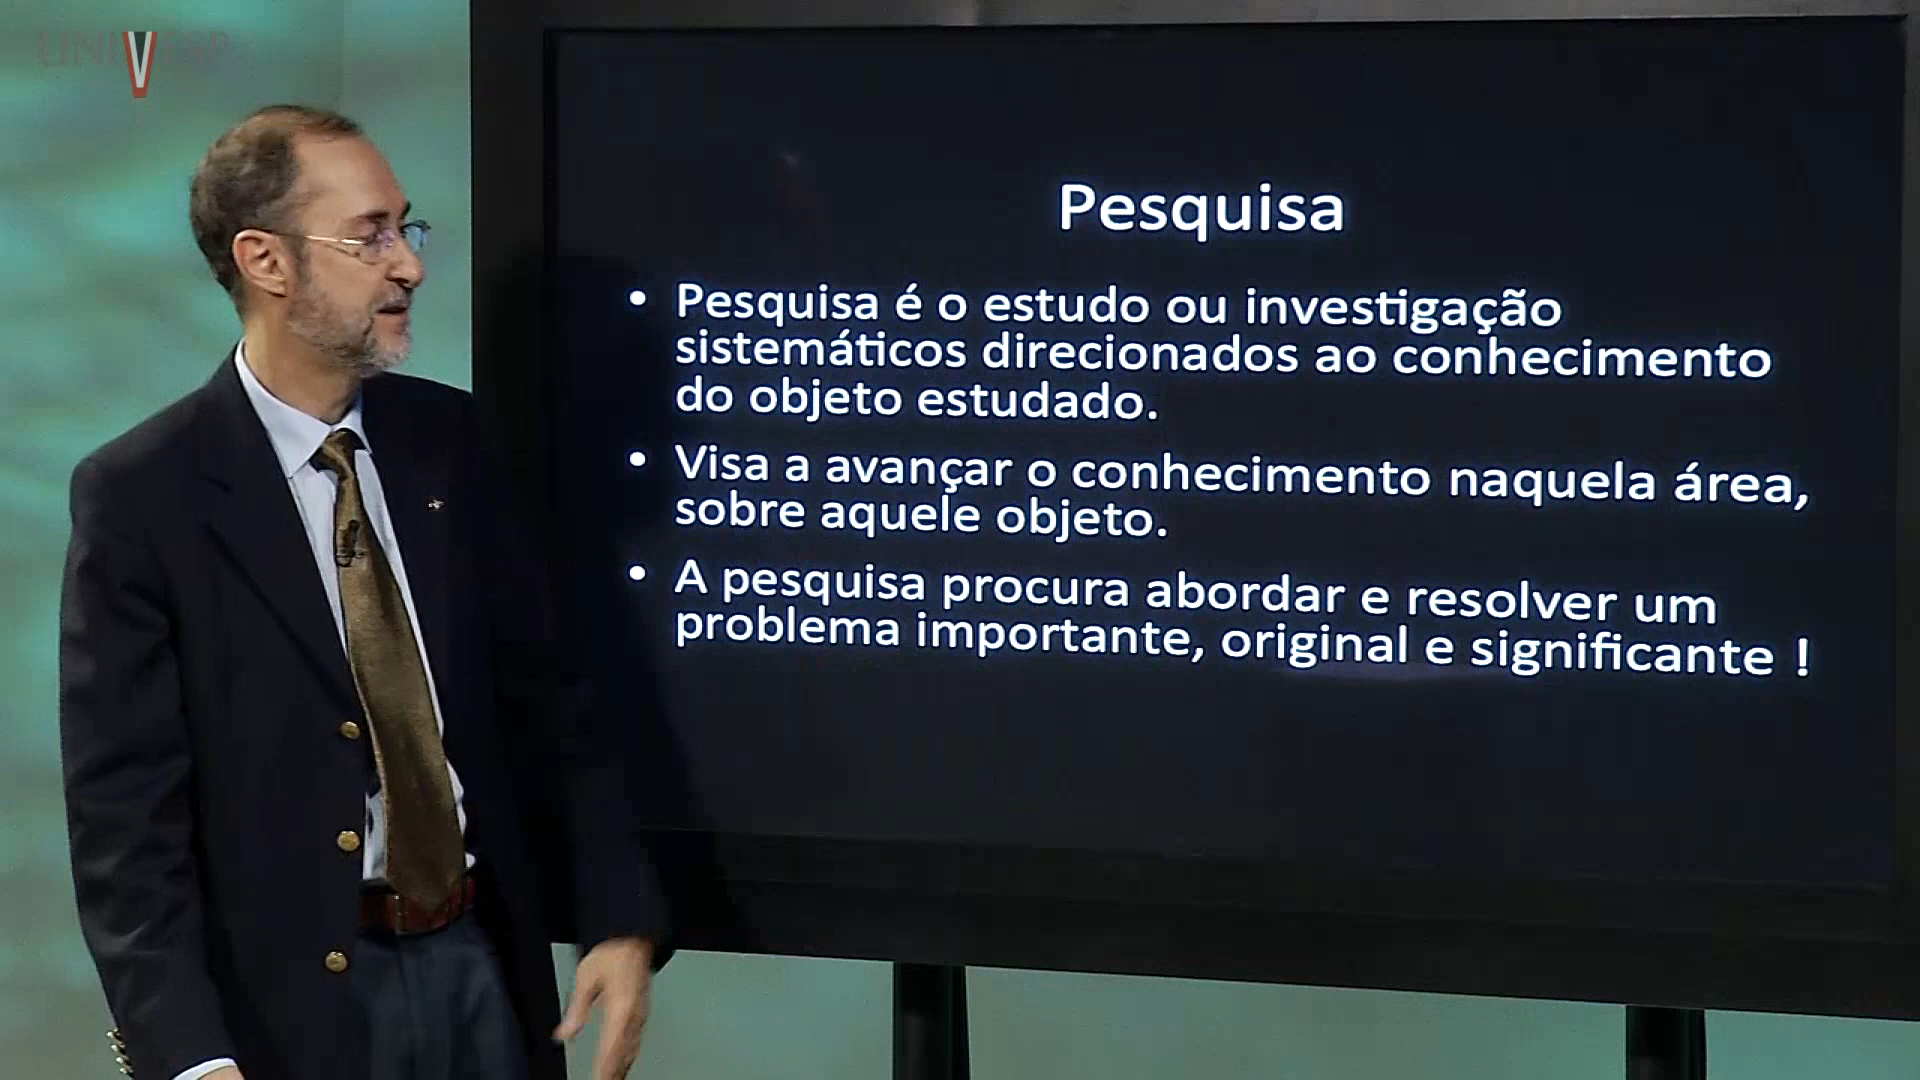 UNIVESP
Pesquisa
• Pesquisa é o estudo ou investigação
sistemáticos direcionados ao conhecimento
do objeto estudado.
• Visa a avançar o conhecimento naquela área,
sobre aquele objeto.
• A pesquisa procura abordar e resolver um
problema importante, original e significante !